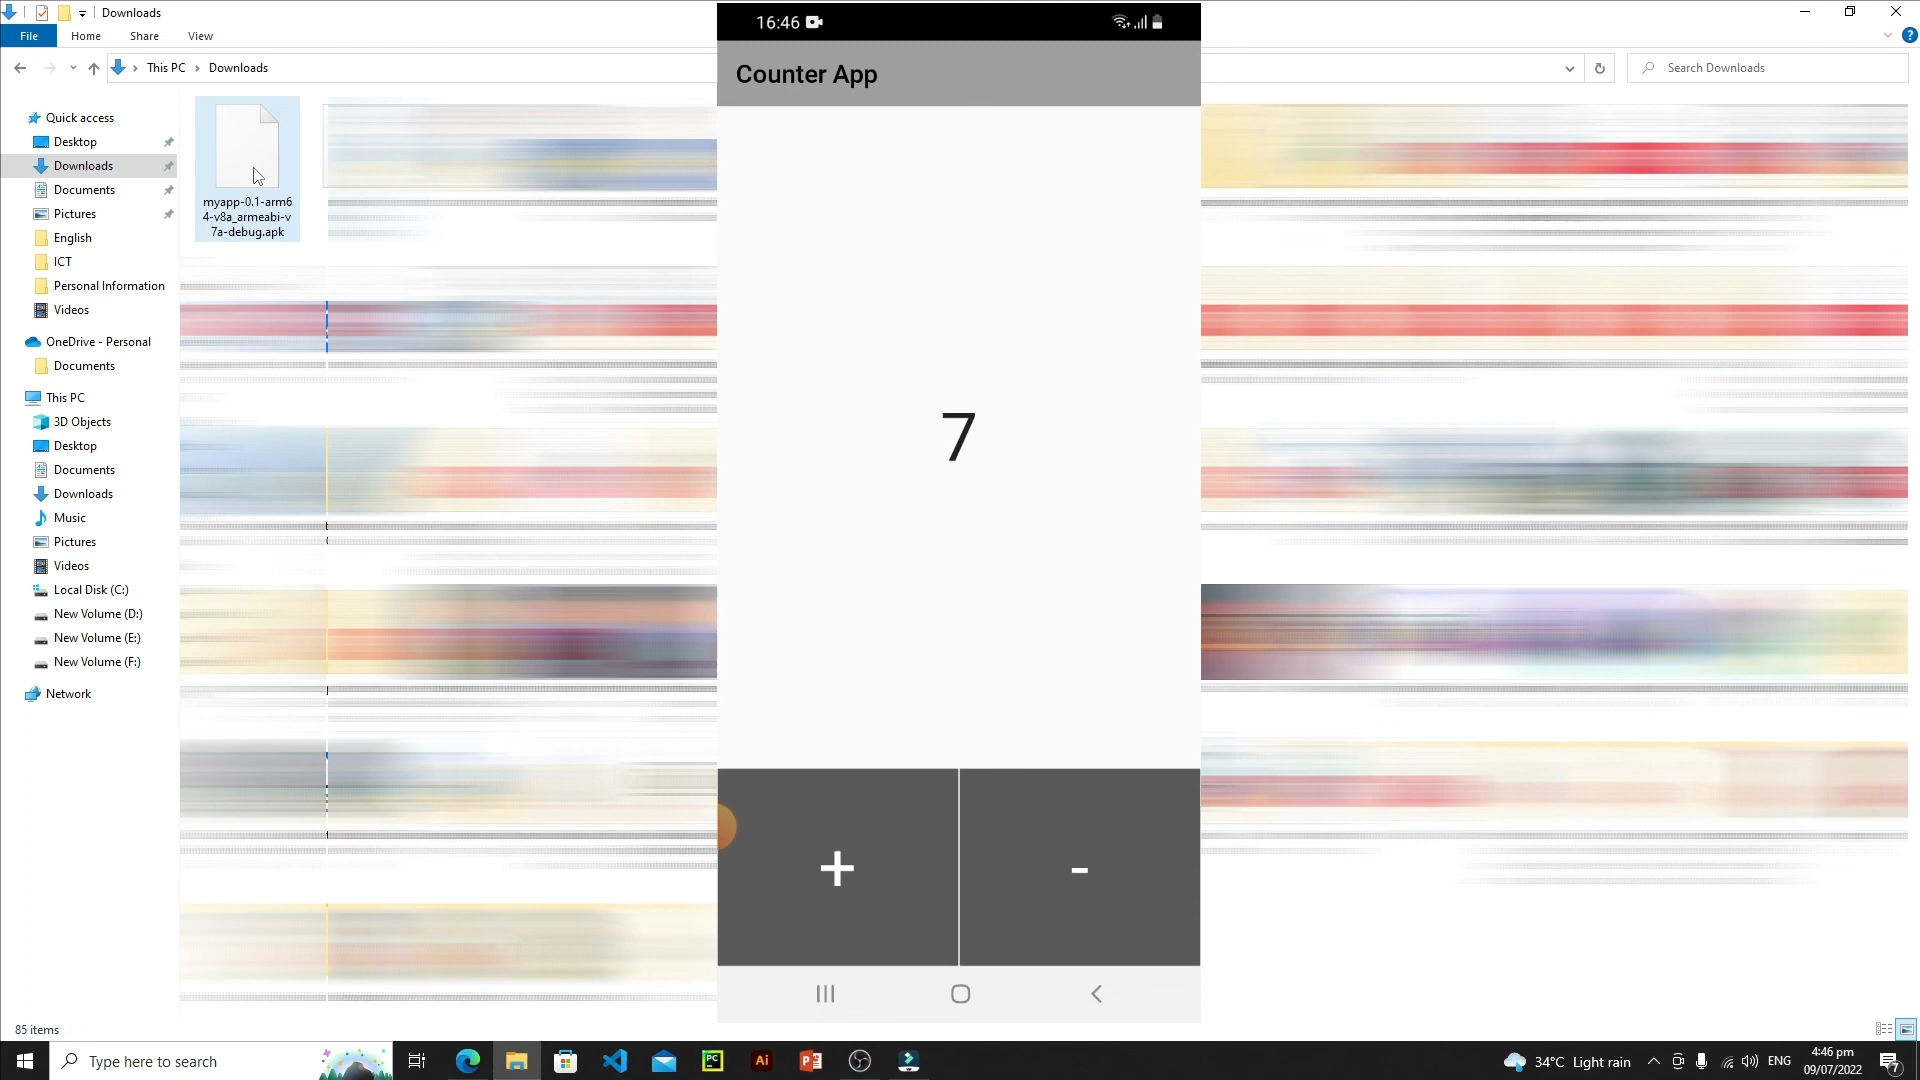 Downloads
File Home Share View
This PC > Downloads
Search Downloads
Quick access
Desktop
Downloads
Documents
Pictures
English
ICT
Personal Information
Videos
OneDrive - Personal
Documents
This PC
3D Objects
Desktop
Documents
Downloads
Music
Pictures
Videos
Local Disk (C:)
New Volume (D:)
New Volume (E:)
New Volume (F:)
Network
myapp-0.1-arm6
4-v8a_armeabi-v
7a-debug.apk
16:46
Counter App
7
+ -
85 items
Type here to search
PC
Ai
P
34°C Light rain
ENG
4:46 pm
09/07/2022
7